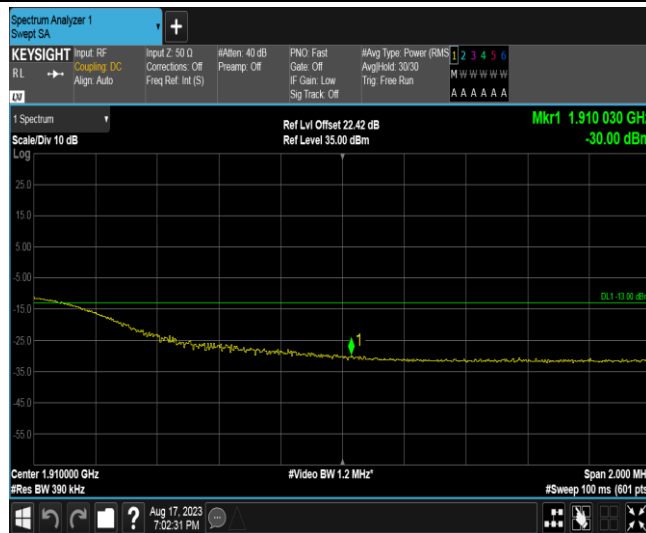 Spectrum Analyzer 1
Swept SA
+
KEYSIGHT
RL
Input: RF
Coupling: DC
Align: Auto
Input Z: 50 Ω
Corrections: Off
Freq Ref: Int (S)
#Atten: 40 dB
Preamp: Off
PNO: Fast
Gate: Off
IF Gain: Low
Sig Track: Off
#Avg Type: Power (RMS
Avg|Hold: 30/30
Trig: Free Run
1 2 3 4 5 6
M W W W W W
A A A A A A
LXI
1 Spectrum
Scale/Div 10 dB
Log
Ref Lvl Offset 22.42 dB
Ref Level 35.00 dBm
Mkr1 1.910 030 GHz
-30.00 dBm
25.0
15.0
5.00
-5.00
DL1 -13.00 dBm
-15.0
1
-25.0
-35.0
-45.0
-55.0
Center 1.910000 GHz
#Res BW 390 kHz
#Video BW 1.2 MHz*
Span 2.000 MH
#Sweep 100 ms (601 pts
?
Aug 17, 2023
7:02:31 PM